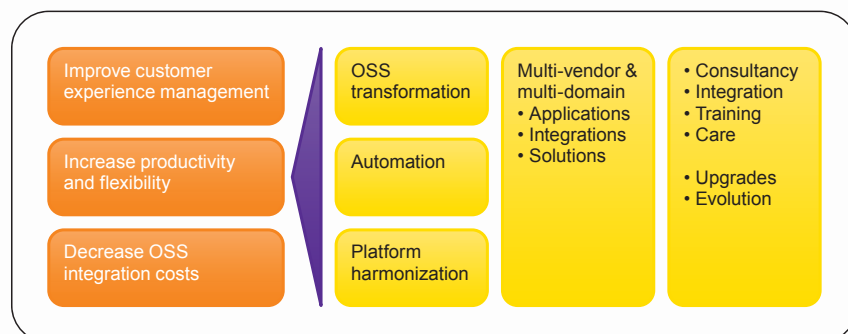 Improve customer
experience management
Increase productivity
and flexibility
Decrease OSS
integration costs
OSS
transformation
Automation
Platform
harmonization
Multi-vendor &
multi-domain
• Applications
• Integrations
• Solutions
• Consultancy
• Integration
• Training
• Care
• Upgrades
• Evolution